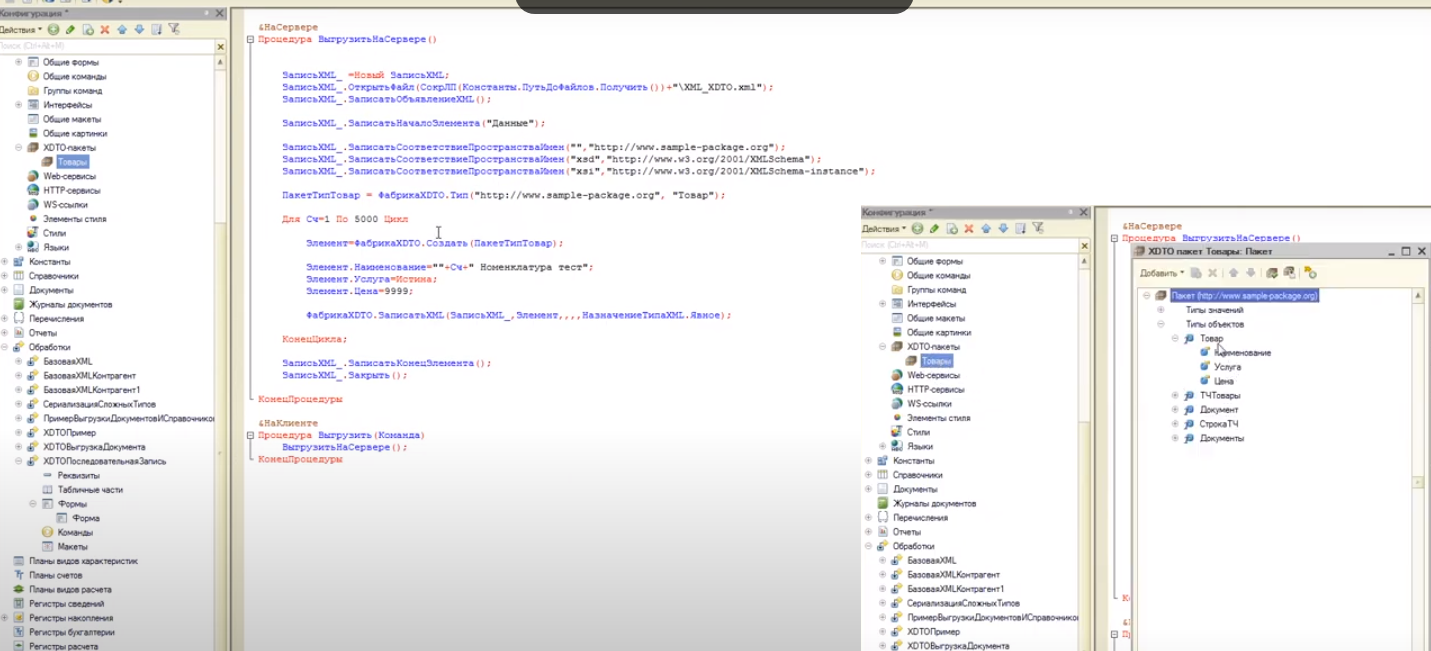 Конфигурация *
Действия
Поиск (Ctrl+Alt+M)
Общие формы
Общие команды
Группы команд
Интерфейсы
Общие макеты
Общие картинки
XDTO-пакеты
Товары
Web-сервисы
HTTP-сервисы
WS-ссылки
Элементы стиля
Стили
Языки
Константы
Справочники
Документы
Журналы документов
Перечисления
Отчеты
Обработки
БазоваяXML
БазоваяXMLКонтрагент
БазоваяXMLКонтрагент1
СериализацияСложныхТипов
ПримерВыгрузкиДокументовИСправочнико
XDTOПример
XDTOВыгрузкаДокумента
XDTOПоследовательнаяЗапись
Реквизиты
Табличные части
Формы
Форма
Команды
Макеты
Планы видов характеристик
Планы счетов
Планы видов расчета
Регистры сведений
Регистры накопления
Регистры бухгалтерии
Регистры расчета
&НаСервере
Процедура ВыгрузитьНаСервере()
ЗаписьXML_ =Новый ЗаписьXML;
ЗаписьXML_.ОткрытьФайл(СокрЛП(Константы.ПутьДоФайлов.Получить())+"\XML_XDTO.xml");
ЗаписьXML_.ЗаписатьОбъявлениеXML();
ЗаписьXML_.ЗаписатьНачалоЭлемента("Данные");
ЗаписьXML_.ЗаписатьСоответствиеПространстваИмен("","http://www.sample-package.org");
ЗаписьXML_.ЗаписатьСоответствиеПространстваИмен("xsd","http://www.w3.org/2001/XMLSchema");
ЗаписьXML_.ЗаписатьСоответствиеПространстваИмен("xsi","http://www.w3.org/2001/XMLSchema-instance");
ПакетТипТовар = ФабрикаXDTO.Тип("http://www.sample-package.org", "Товар");
Для Сч=1 По 5000 Цикл
Элемент=ФабрикаXDTO.Создать(ПакетТипТовар);
Элемент.Наименование=""+Сч+" Номенклатура тест";
Элемент.Услуга=Истина;
Элемент.Цена=9999;
ФабрикаXDTO.ЗаписатьXML(ЗаписьXML_,Элемент,,,,НазначениеТипаXML.Явное);
КонецЦикла;
ЗаписьXML_.ЗаписатьКонецЭлемента();
ЗаписьXML_.Закрыть();
КонецПроцедуры
&НаКлиенте
Процедура Выгрузить(Команда)
ВыгрузитьНаСервере();
КонецПроцедуры
Конфигурация *
Действия
Поиск (Ctrl+Alt+M)
Общие формы
Общие команды
Группы команд
Интерфейсы
Общие макеты
Общие картинки
XDTO-пакеты
Товары
Web-сервисы
HTTP-сервисы
WS-ссылки
Элементы стиля
Стили
Языки
Константы
Справочники
Документы
Журналы документов
Перечисления
Отчеты
Обработки
БазоваяXML
БазоваяXMLКонтрагент
БазоваяXMLКонтрагент1
СериализацияСложныхТипов
ПримерВыгрузкиДокументовИСправочнико
XDTOПример
XDTOВыгрузкаДокумента
&НаСервере
Процедура ВыгрузитьНаСервере()
XDTO пакет Товары: Пакет
Добавить
Пакет (http://www.sample-package.org)
Типы значений
Типы объектов
Товар
Наименование
Услуга
Цена
ТЧТовары
Документ
СтрокаТЧ
Документы